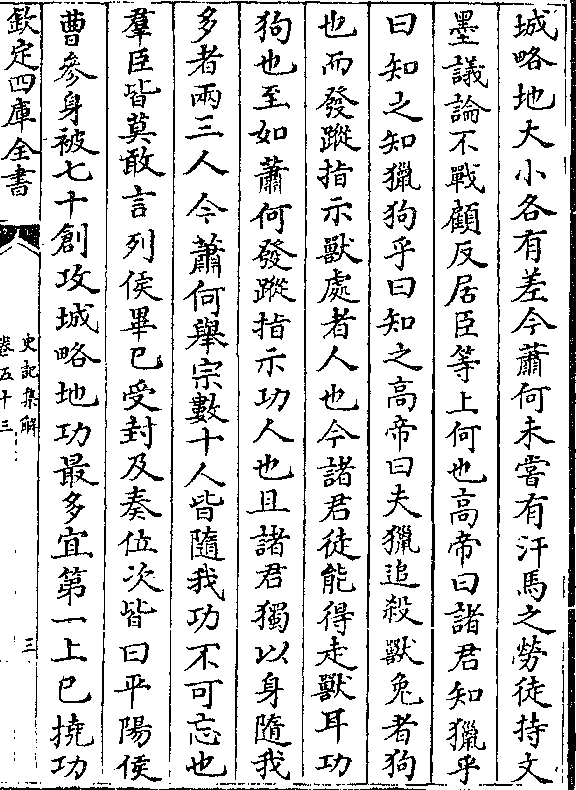 城略地大小各有差今蕭何未嘗有汗馬之勞徒持文
墨議論不戰顧反居臣等上何也高帝曰諸君知獵乎
曰知之知獵狗乎曰知之高帝曰夫獵追殺獸兔者狗
也而發蹤指示獸處者人也今諸君徒能得走獸耳功
狗也至如蕭何發蹤指示功人也且諸君獨以身隨我
多者兩三人今蕭何舉宗數十人皆隨我功不可忘也
羣臣皆莫敢言列侯畢已受封及奏位次皆曰平陽侯
曹參身被七十創攻城略地功最多宜第一上已撓功
欽定四庫全書
史記集解
卷五十三
三